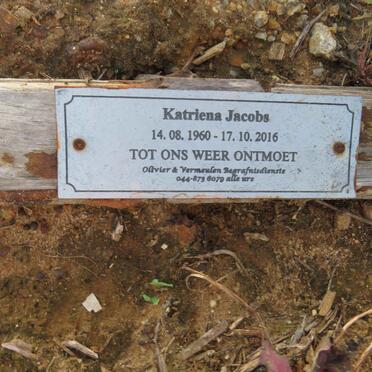 Katriena Jacobs
14. 08. 1960 - 17. 10. 2016
TOT ONS WEER ONTMOET
Olivier & Vermeulen Begrafnisdienste
044-873 6079 alle ure